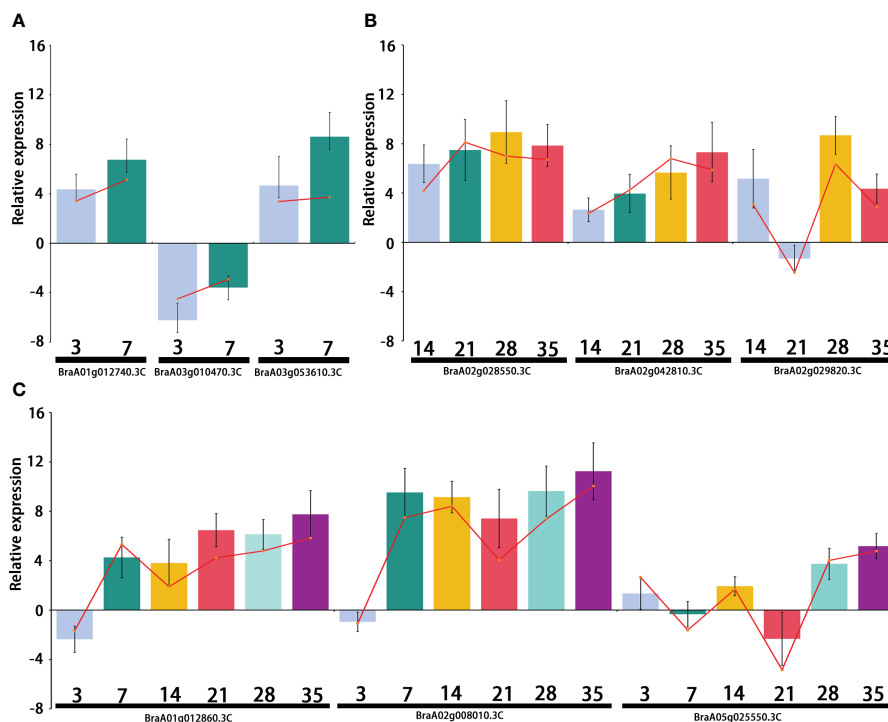 A
Relative expression
16
12
8
4
0
-4
-8
3 7 3 7 3 7
BraA01g012740.3C BraA03g010470.3C BraA03g053610.3C
B
Relative expression
16
12
8
4
0
-4
-8
14 21 28 35 14 21 28 35 14 21 28 35
BraA02g028550.3C BraA02g042810.3C BraA02g029820.3C
C
Relative expression
16
12
8
4
0
-4
-8
3 7 14 21 28 35 3 7 14 21 28 35 3 7 14 21 28 35
BraA01g012860.3C BraA02g008010.3C BraA05g025550.3C